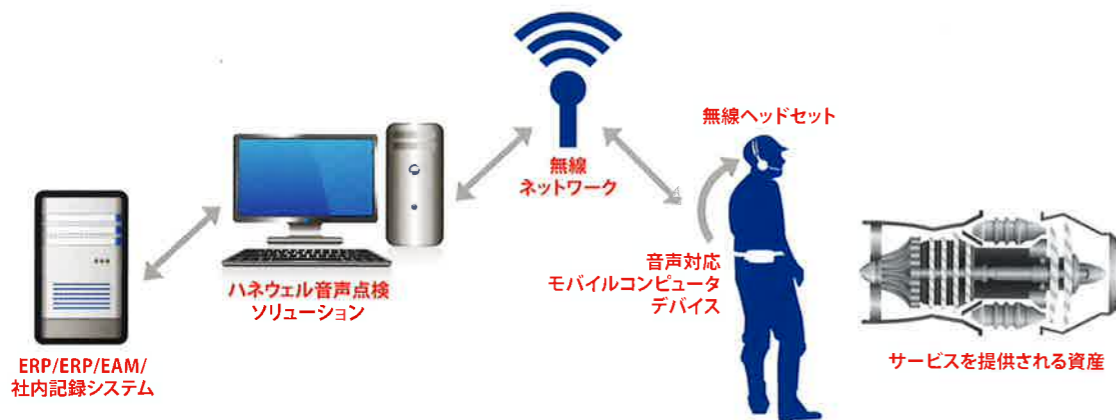 無線ヘッドセット
無線
ネットワーク
音声対応
モバイルコンピュータ
デバイス
ハネウェル音声点検
ソリューション
ERP/ERP/EAM/
社内記録システム
サービスを提供される資産